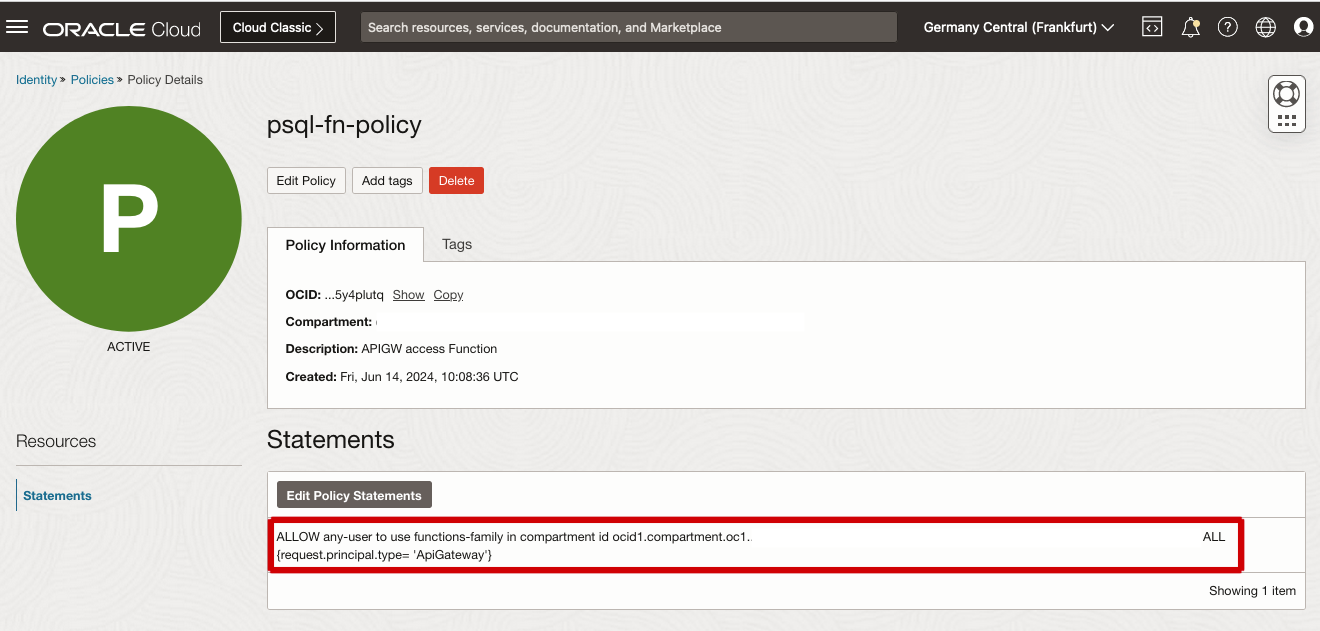 ORACLE Cloud
Cloud Classic
Search resources, services, documentation, and Marketplace
Germany Central (Frankfurt)
Identity » Policies » Policy Details
P
ACTIVE
psql-fn-policy
Edit Policy
Add tags
Delete
Policy Information
Tags
OCID: ...5y4plutq Show Copy
Compartment:
Description: APIGW access Function
Created: Fri, Jun 14, 2024, 10:08:36 UTC
Resources
Statements
Statements
Edit Policy Statements
ALLOW any-user to use functions-family in compartment id ocid1.compartment.oc1.. ALL
{request.principal.type= 'ApiGateway'}
Showing 1 item